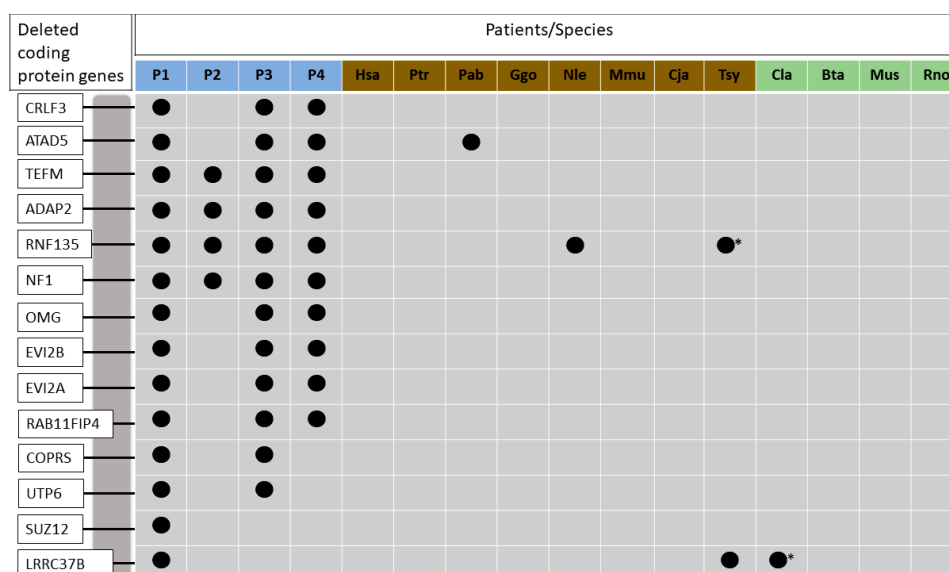 Deleted
coding
protein genes
Patients/Species
P1 P2 P3 P4 Hsa Ptr Pab Ggo Nle Mmu Cja Tsy Cla Bta Mus Rno
CRLF3
ATAD5
TEFM
ADAP2
RNF135 *
NF1
OMG
EVI2B
EVI2A
RAB11FIP4
COPRS
UTP6
SUZ12
LRRC37B *